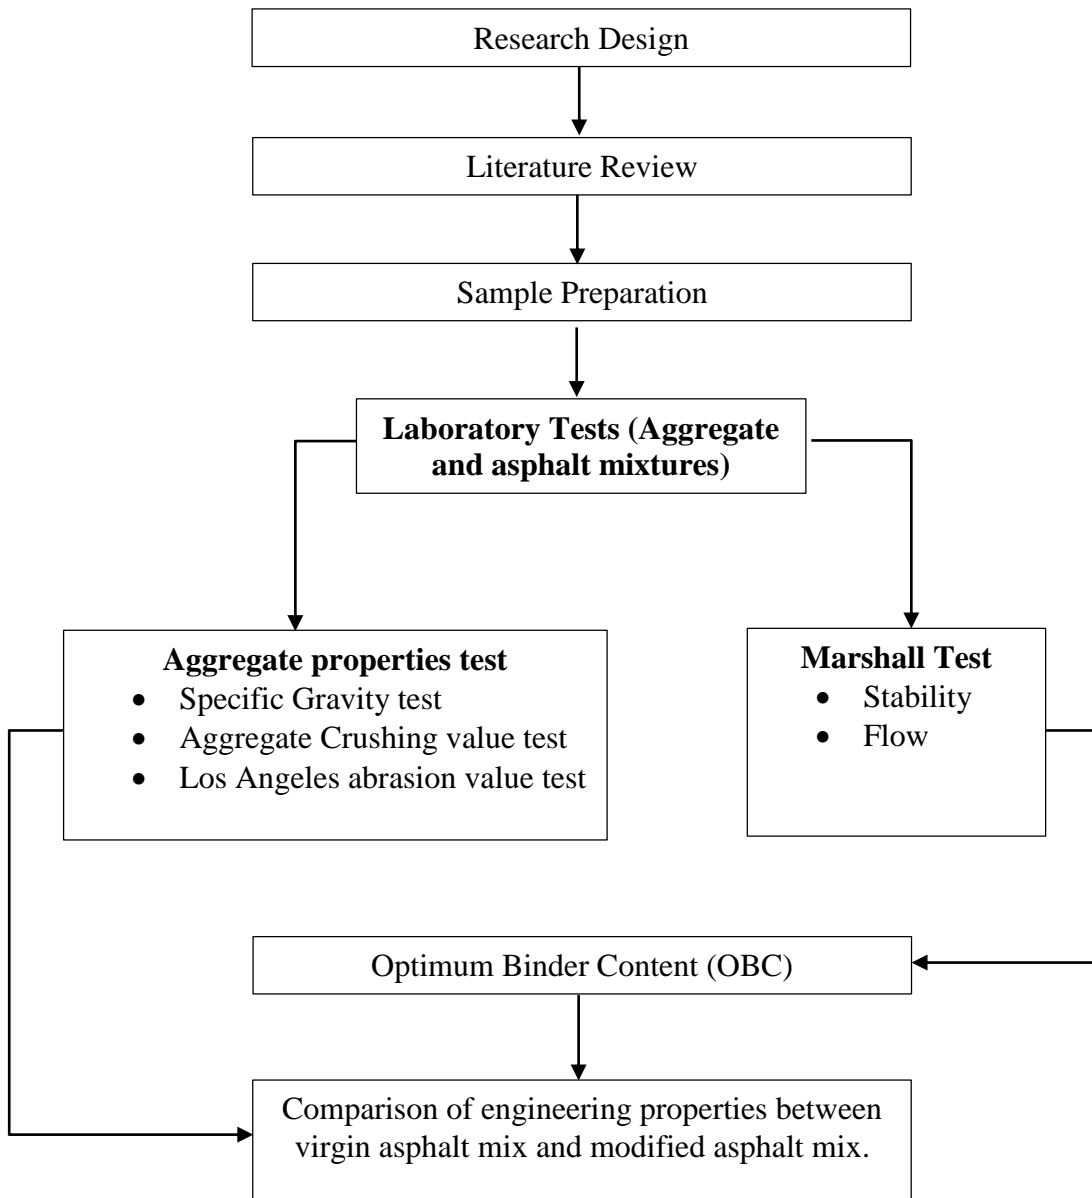 Research Design
Literature Review
Sample Preparation
Laboratory Tests (Aggregate
and asphalt mixtures)
Aggregate properties test
• Specific Gravity test
• Aggregate Crushing value test
• Los Angeles abrasion value test
Marshall Test
• Stability
• Flow
Optimum Binder Content (OBC)
Comparison of engineering properties between
virgin asphalt mix and modified asphalt mix.